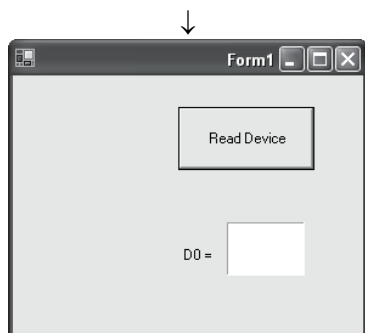 ↓
Form1
Read Device
D0 =